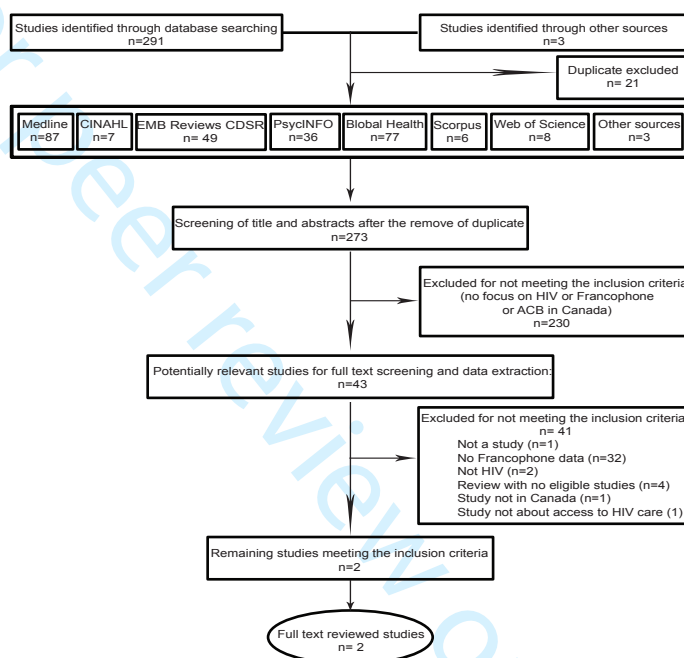 Studies identified through database searching
n=291
Studies identified through other sources
n=3
Duplicate excluded
n= 21
Medline
n=87
CINAHL
n=7
EMB Reviews CDSR
n= 49
PsycINFO
n=36
Blobal Health
n=77
Scorpus
n=6
Web of Science
n=8
Other sources
n=3
Screening of title and abstracts after the remove of duplicate
n=273
Excluded for not meeting the inclusion criteria
(no focus on HIV or Francophone
or ACB in Canada)
n=230
Potentially relevant studies for full text screening and data extraction:
n=43
Excluded for not meeting the inclusion criteria
n= 41
Not a study (n=1)
No Francophone data (n=32)
Not HIV (n=2)
Review with no eligible studies (n=4)
Study not in Canada (n=1)
Study not about access to HIV care (1)
Remaining studies meeting the inclusion criteria
n=2
Full text reviewed studies
n= 2
peer review